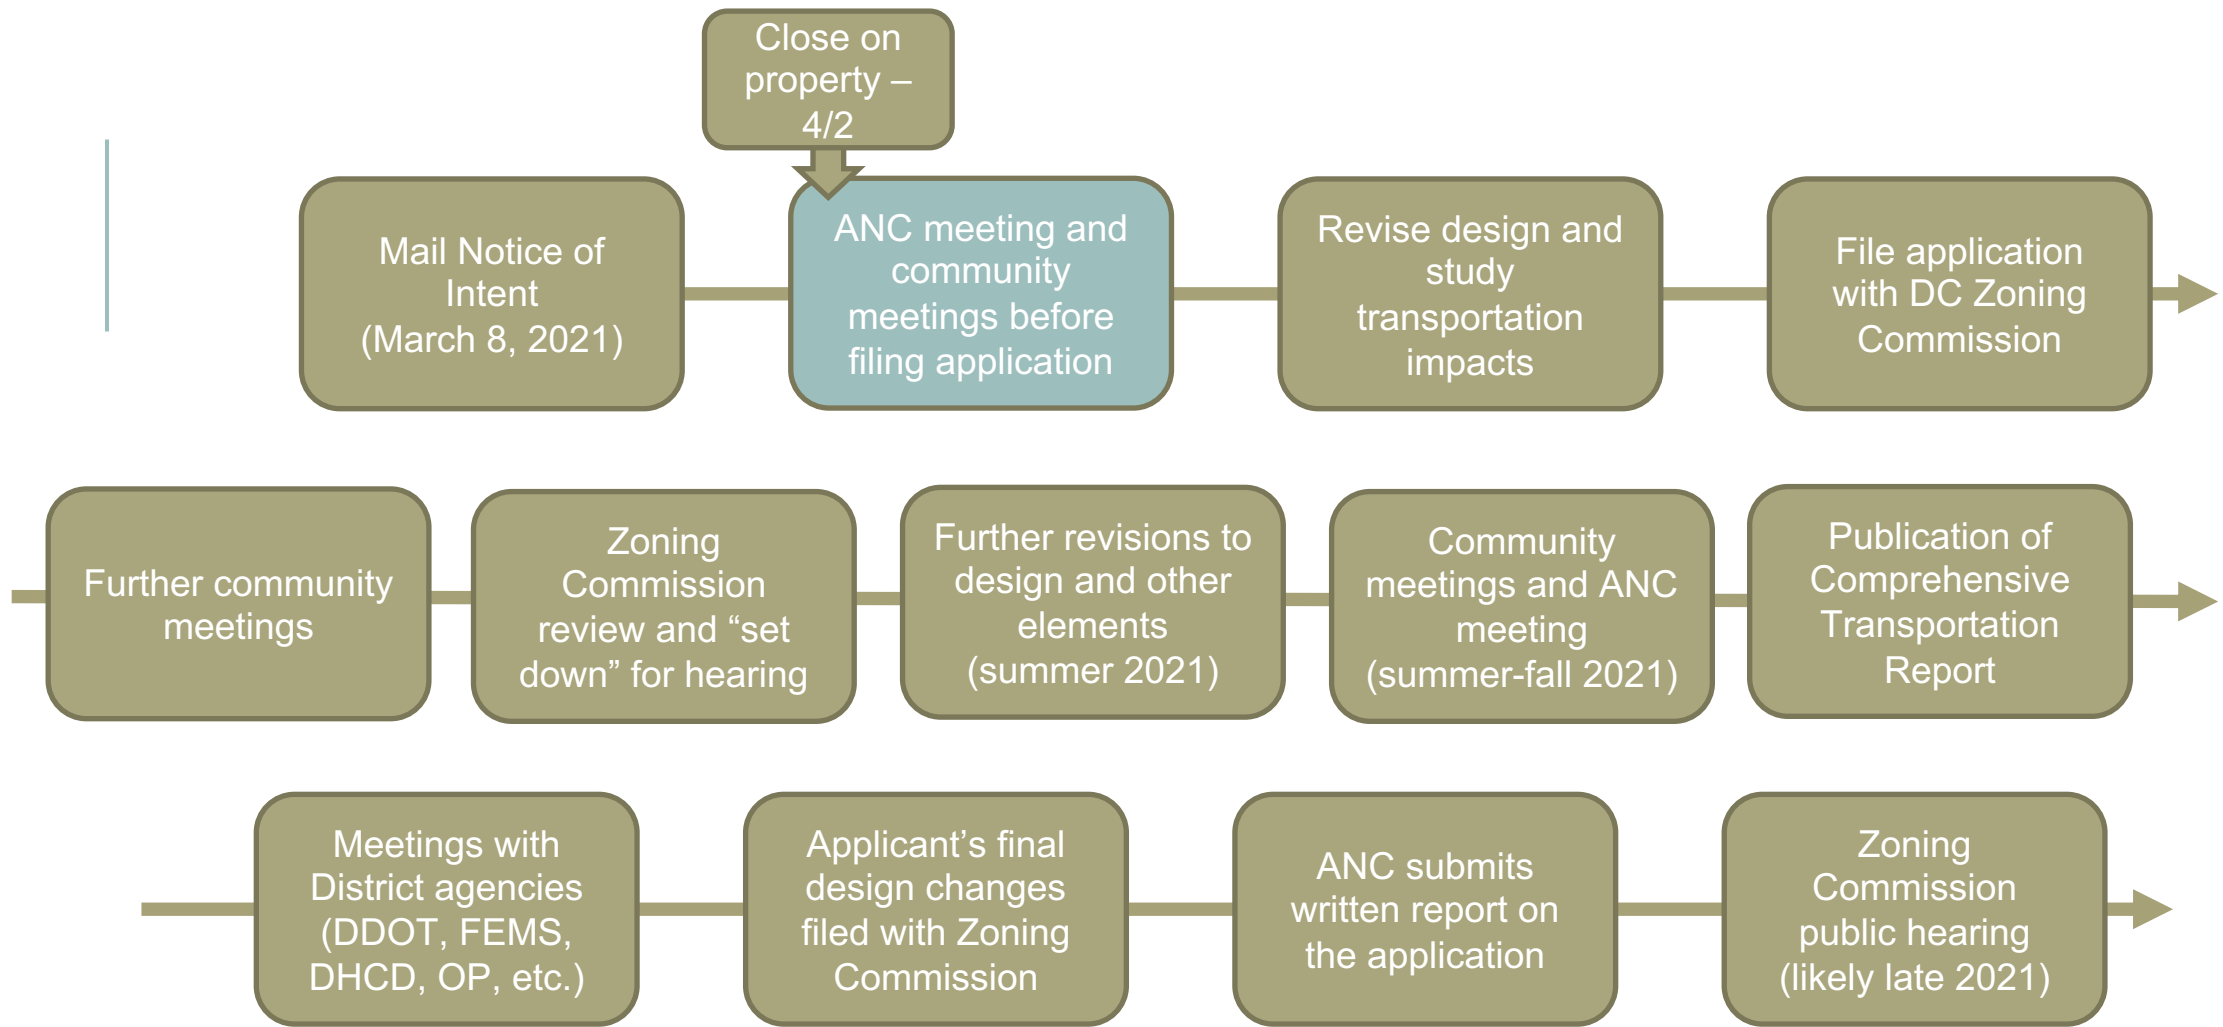 Close on
property –
4/2
Mail Notice of
Intent
(March 8, 2021)
ANC meeting and
community
meetings before
filing application
Revise design and
study
transportation
impacts
File application
with DC Zoning
Commission
Further community
meetings
Zoning
Commission
review and “set
down” for hearing
Further revisions to
design and other
elements
(summer 2021)
Community
meetings and ANC
meeting
(summer-fall 2021)
Publication of
Comprehensive
Transportation
Report
Meetings with
District agencies
(DDOT, FEMS,
DHCD, OP, etc.)
Applicant’s final
design changes
filed with Zoning
Commission
ANC submits
written report on
the application
Zoning
Commission
public hearing
(likely late 2021)